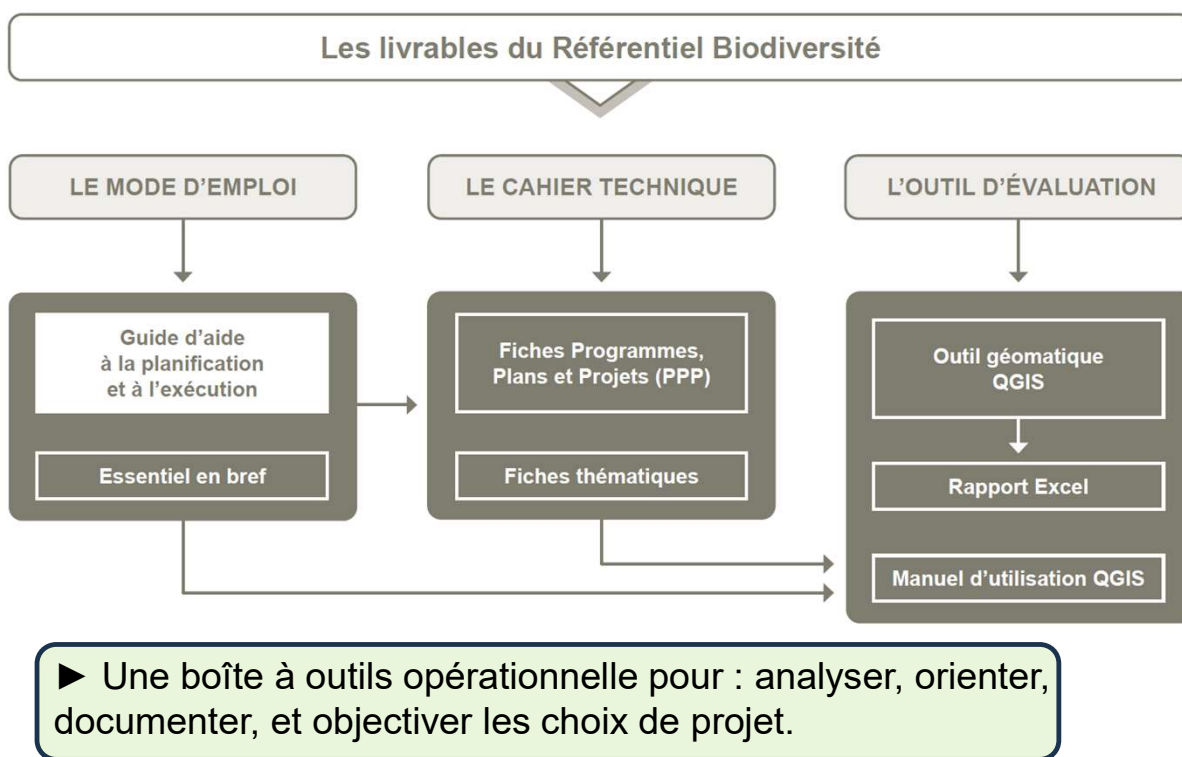 Les livrables du Référentiel Biodiversité
LE MODE D'EMPLOI
LE CAHIER TECHNIQUE
L'OUTIL D'ÉVALUATION
Guide d'aide
à la planification
et à l'exécution
Essentiel en bref
Fiches Programmes,
Plans et Projets (PPP)
Fiches thématiques
Outil géomatique
QGIS
Rapport Excel
Manuel d'utilisation QGIS
► Une boîte à outils opérationnelle pour : analyser, orienter,
documenter, et objectiver les choix de projet.